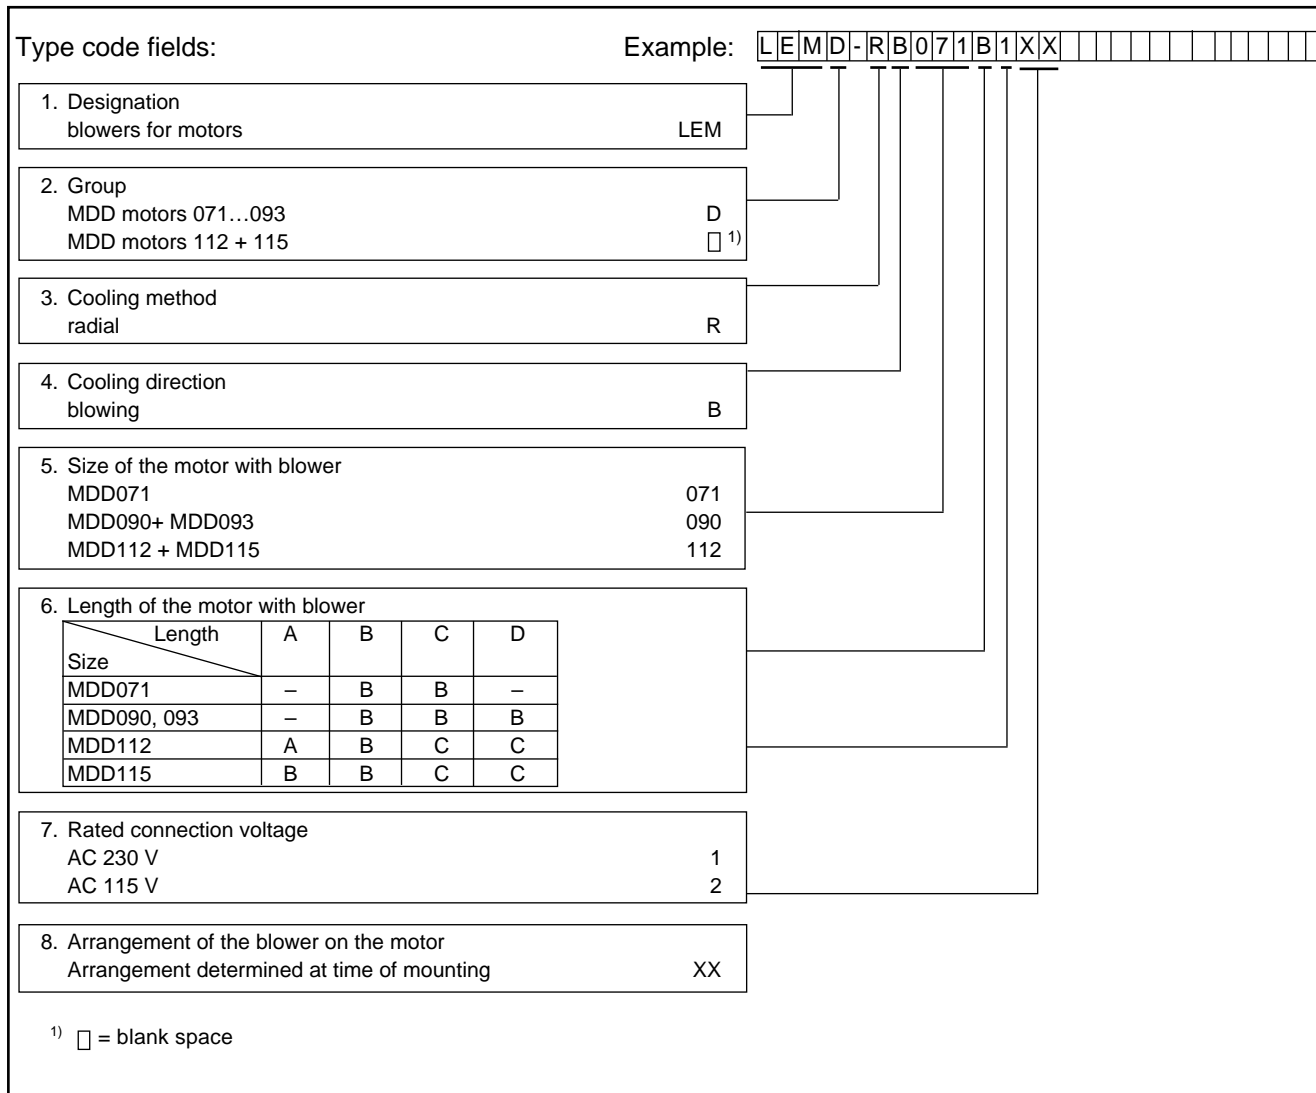 Type code fields: Example: LEMD-RB071B1XX
1. Designation
blowers for motors LEM
2. Group
MDD motors 071…093 D
MDD motors 112 + 115 ▯ 1)
3. Cooling method
radial R
4. Cooling direction
blowing B
5. Size of the motor with blower
MDD071 071
MDD090+ MDD093 090
MDD112 + MDD115 112
6. Length of the motor with blower
Length A B C D
Size
MDD071 – B B –
MDD090, 093 – B B B
MDD112 A B C C
MDD115 B B C C
7. Rated connection voltage
AC 230 V 1
AC 115 V 2
8. Arrangement of the blower on the motor
Arrangement determined at time of mounting XX
1) ▯ = blank space